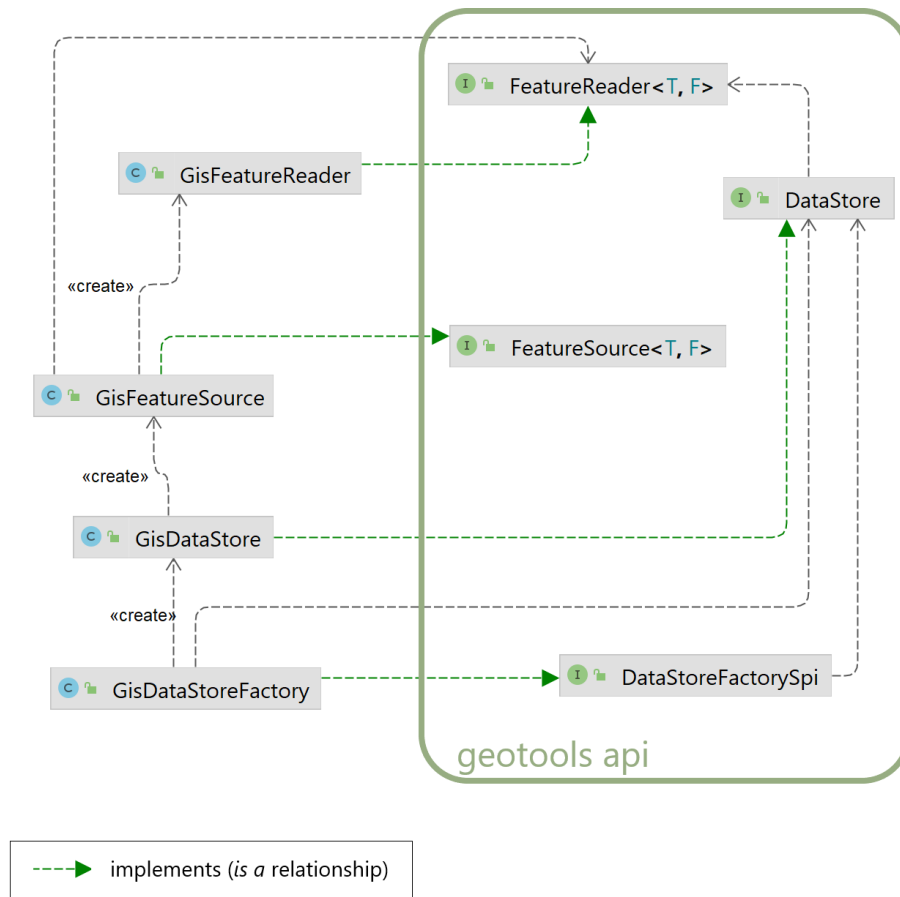 I FeatureReader<T, F>
C GisFeatureReader
I DataStore
«create»
I FeatureSource<T, F>
C GisFeatureSource
«create»
C GisDataStore
«create»
I DataStoreFactorySpi
C GisDataStoreFactory
geotools api
implements (is a relationship)